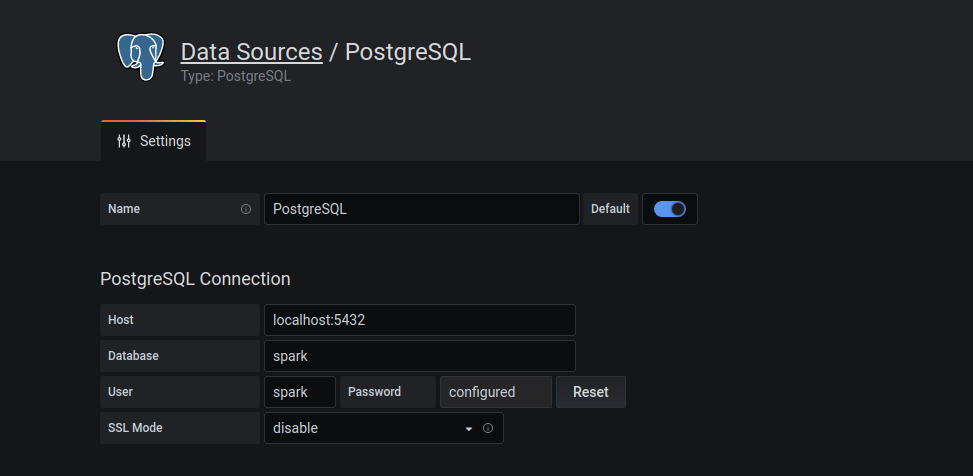 Data Sources / PostgreSQL
Type: PostgreSQL
Settings
Name PostgreSQL Default
PostgreSQL Connection
Host localhost:5432
Database spark
User spark Password configured Reset
SSL Mode disable